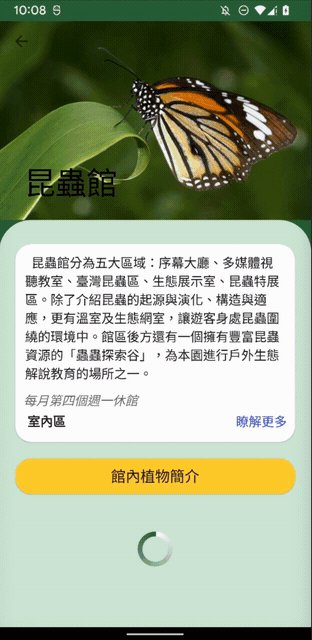 10:08
昆蟲館
昆蟲館分為五大區域：序幕大廳、多媒體視
聽教室、臺灣昆蟲區、生態展示室、昆蟲特展
區。除了介紹昆蟲的起源與演化、構造與適
應，更有溫室及生態網室，讓遊客身處昆蟲圍
繞的環境中。館區後方還有一個擁有豐富昆蟲
資源的「蟲蟲探索谷」，為本園進行戶外生態
解說教育的場所之一。
每月第四個週一休館
室內區 瞭解更多
館內植物簡介